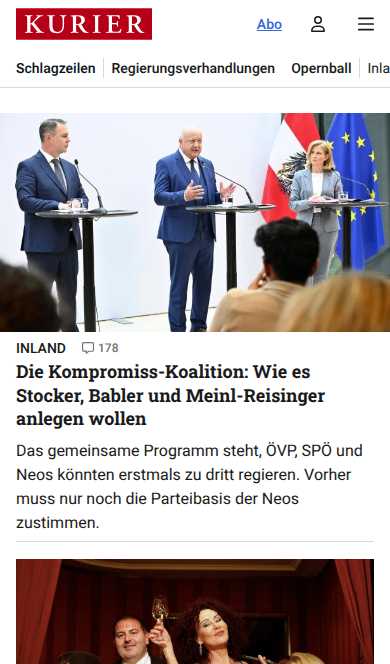 KURIER
Abo
Schlagzeilen Regierungsverhandlungen Opernball Inla
INLAND 178
Die Kompromiss-Koalition: Wie es
Stocker, Babler und Meinl-Reisinger
anlegen wollen
Das gemeinsame Programm steht, ÖVP, SPÖ und
Neos könnten erstmals zu dritt regieren. Vorher
muss nur noch die Parteibasis der Neos
zustimmen.